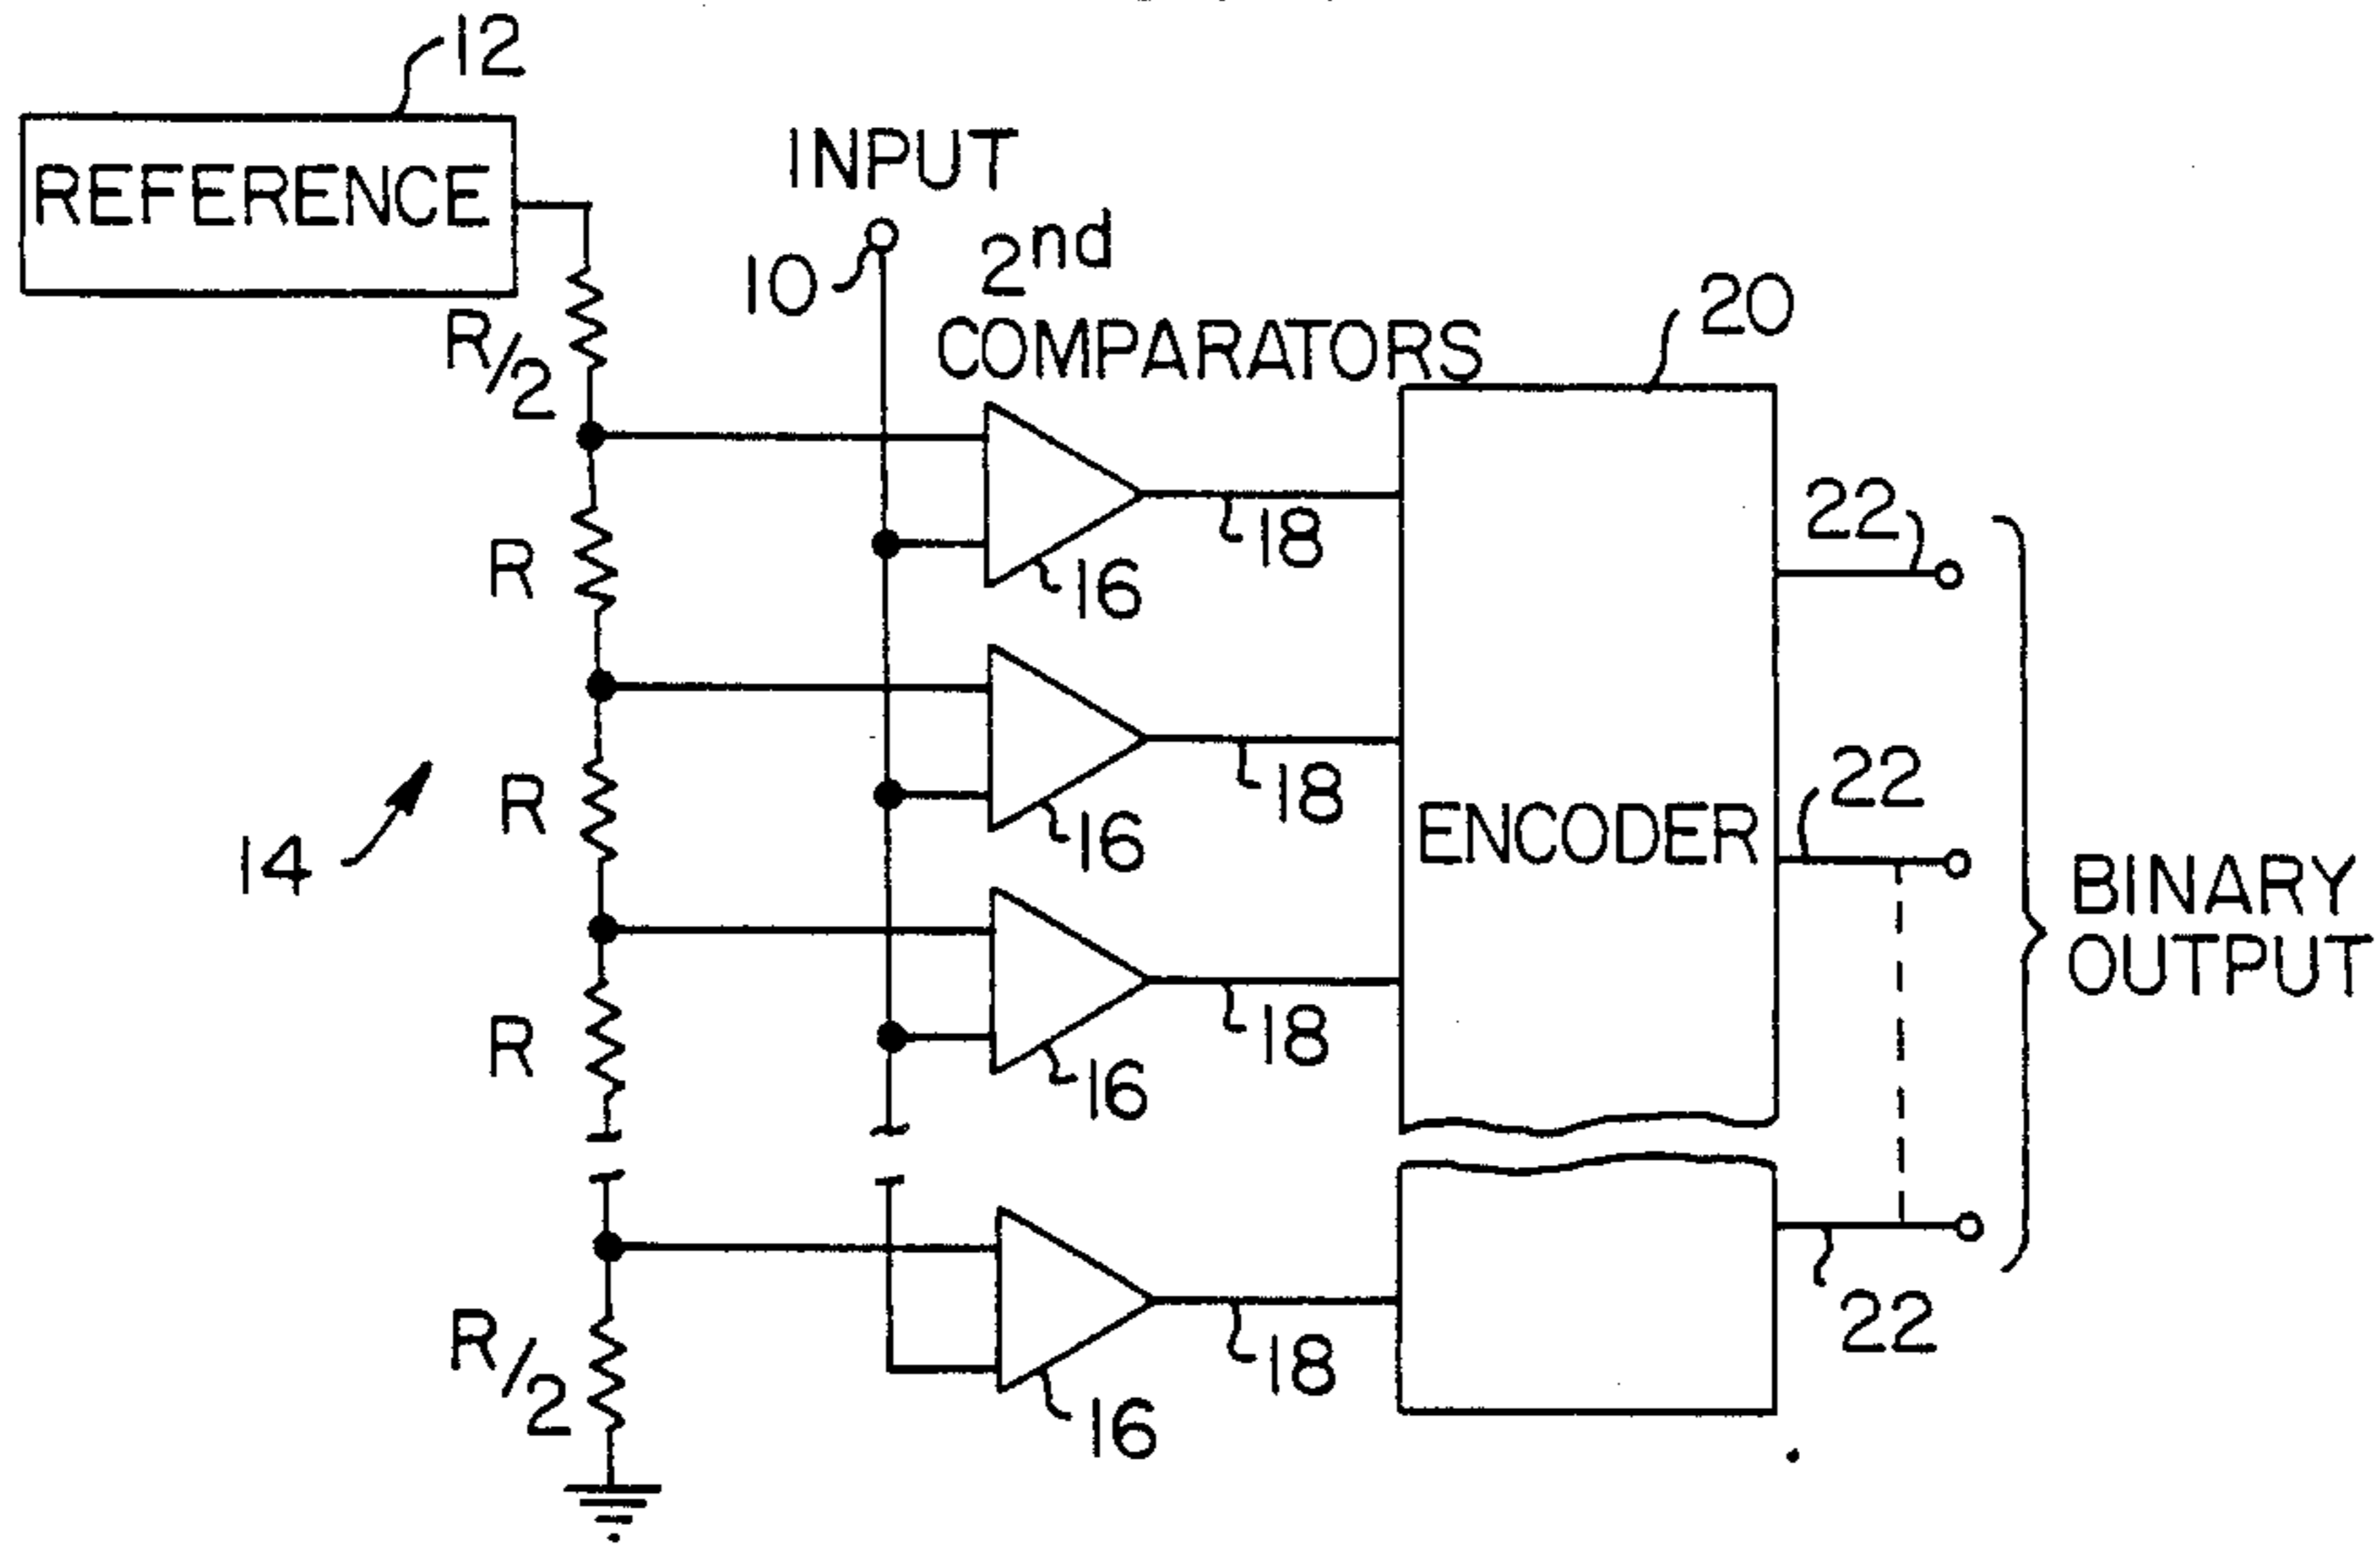 12
REFERENCE
INPUT
10
2nd
COMPARATORS
20
R/2
18
22
R
16
R
18
ENCODER
22
14
16
BINARY
OUTPUT
R
18
16
R/2
18
22
16